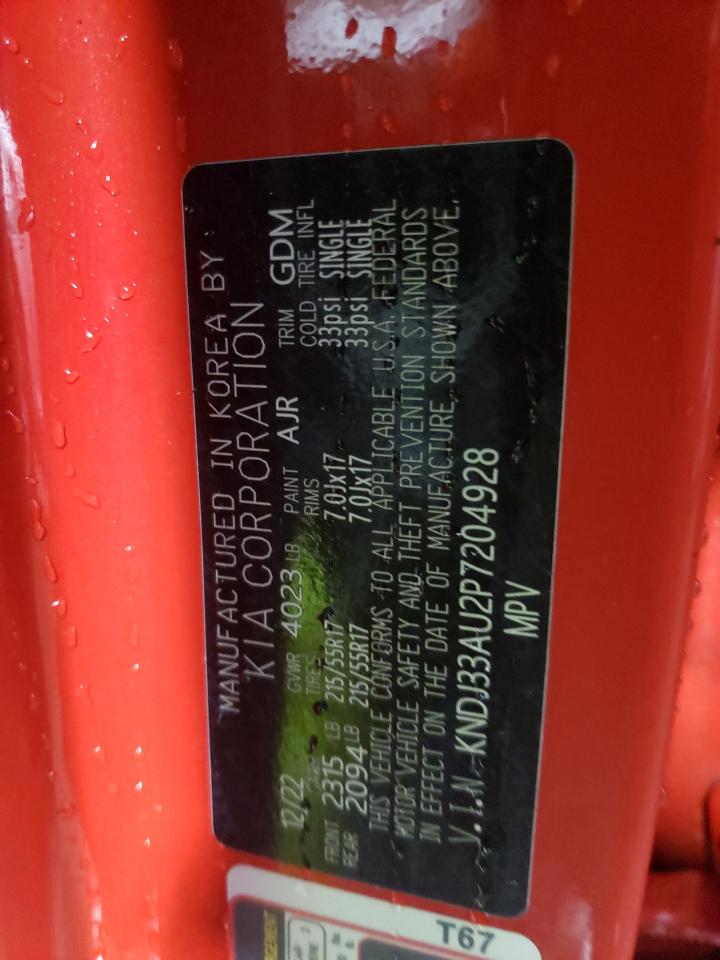 MANUFACTURED IN KOREA BY
KIA CORPORATION
12/22 GVWR 4023 LB PAINT AJR TRIM GDM
GAWR TIRES RIMS COLD TIRE INFL
FRONT 2315 LB 215/55R17 7.0Jx17 33psi SINGLE
REAR 2094 LB 215/55R17 7.0Jx17 33psi SINGLE
THIS VEHICLE CONFORMS TO ALL APPLICABLE U.S.A. FEDERAL
MOTOR VEHICLE SAFETY AND THEFT PREVENTION STANDARDS
IN EFFECT ON THE DATE OF MANUFACTURE SHOWN ABOVE.
V.I.N KNDJ33AU2P7204928
MPV
T67